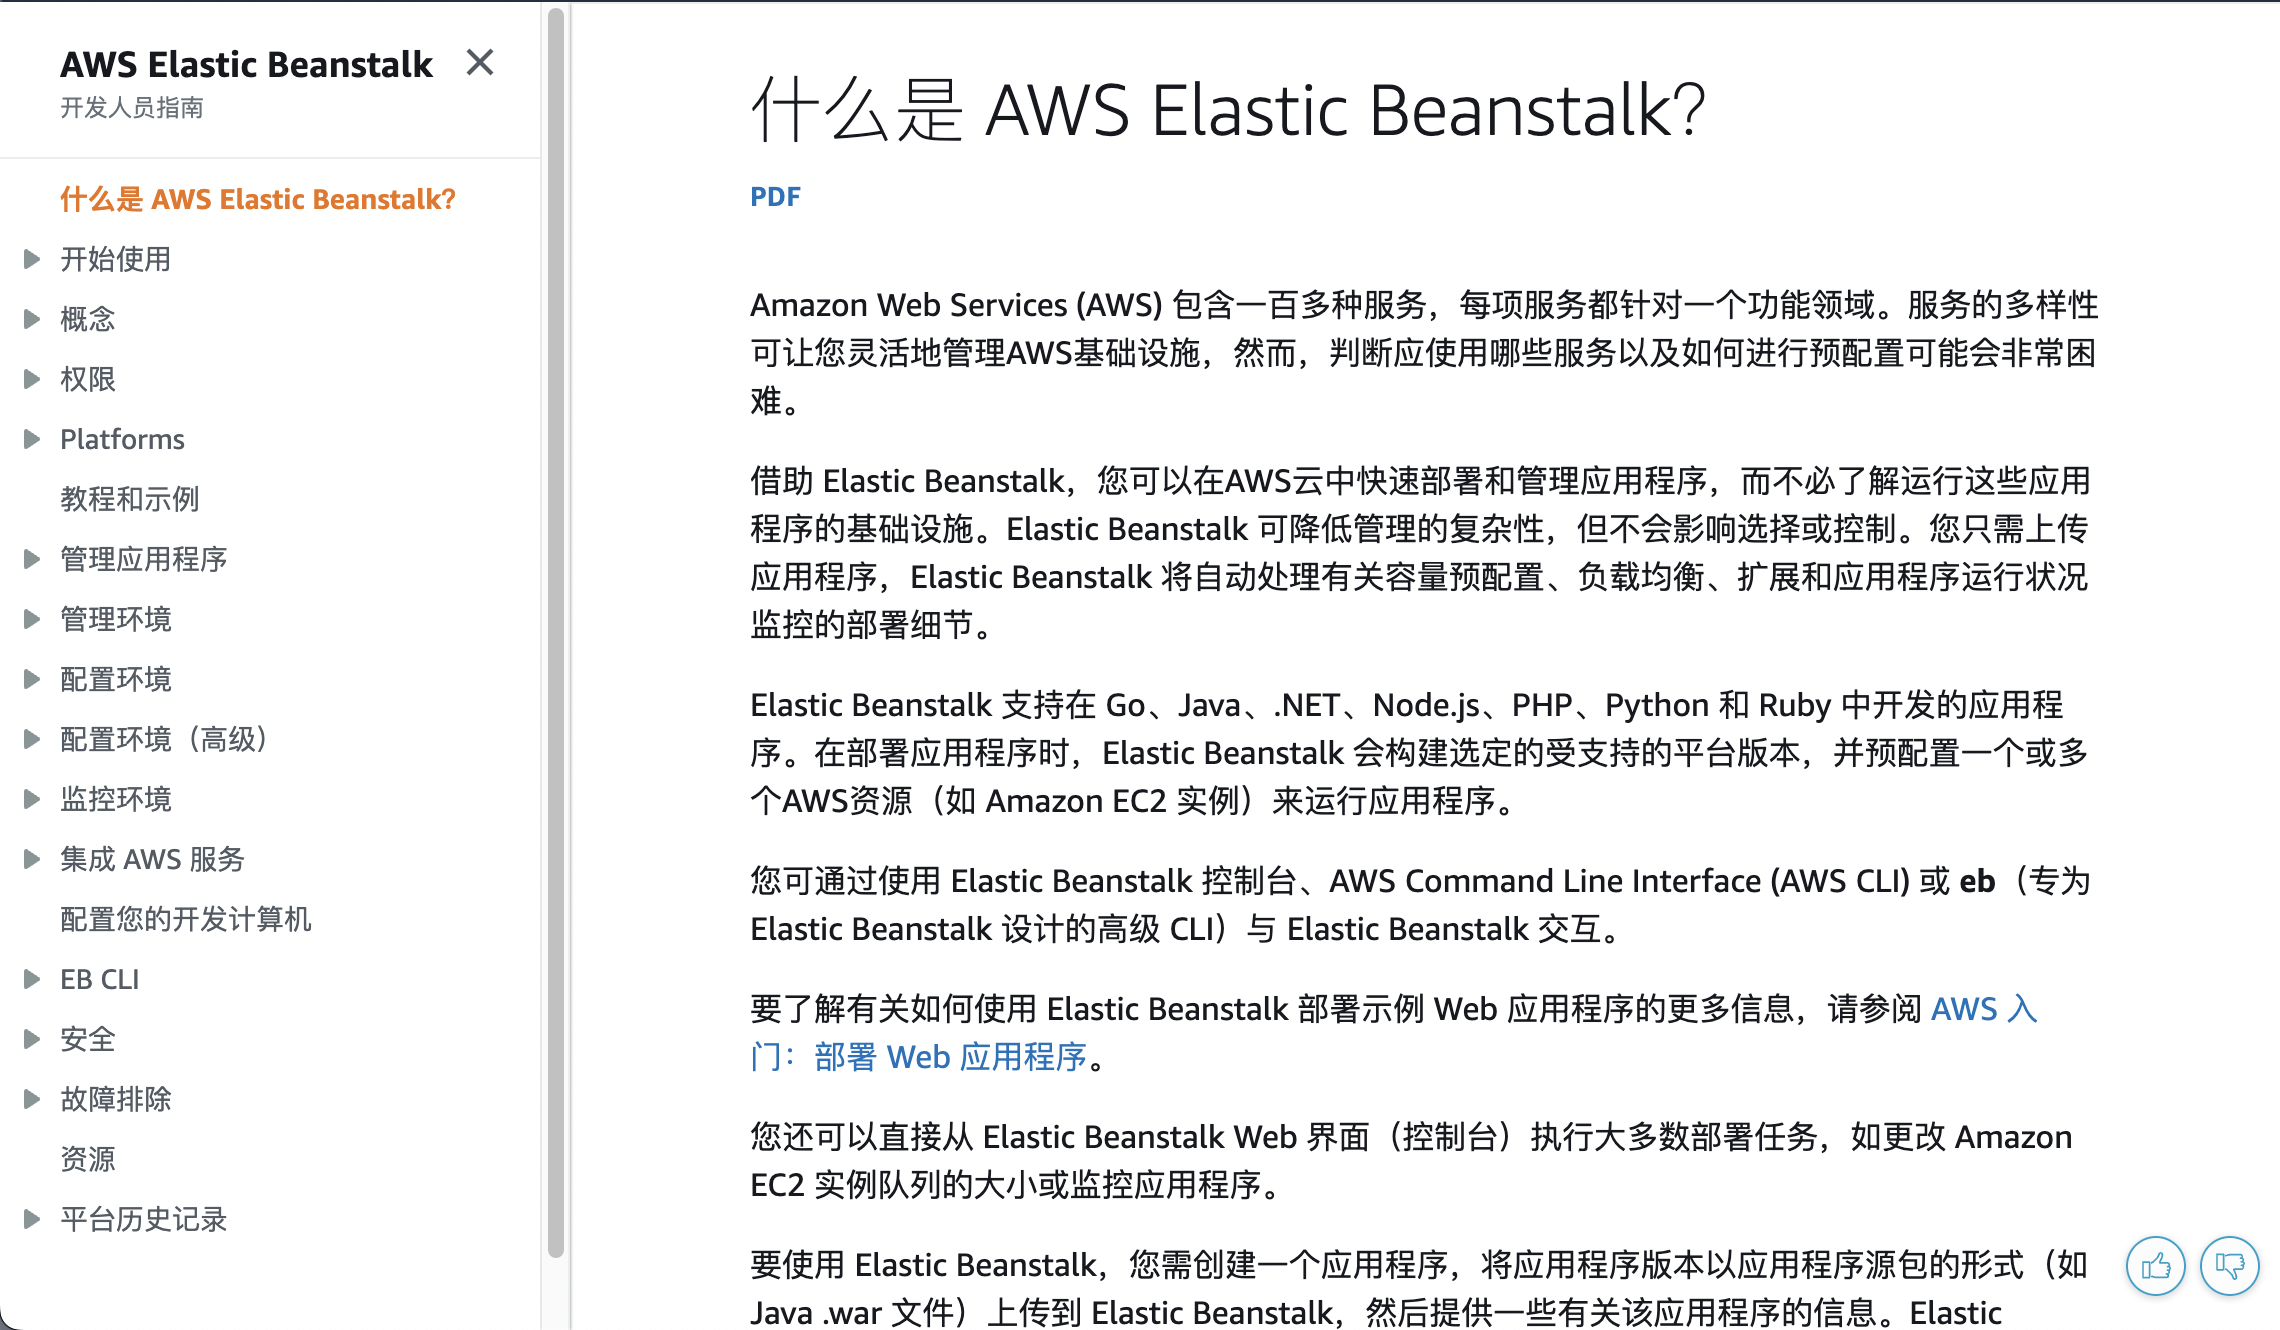 AWS Elastic Beanstalk
开发人员指南
什么是 AWS Elastic Beanstalk?
开始使用
概念
权限
Platforms
教程和示例
管理应用程序
管理环境
配置环境
配置环境（高级）
监控环境
集成 AWS 服务
配置您的开发计算机
EB CLI
安全
故障排除
资源
平台历史记录
什么是 AWS Elastic Beanstalk?
PDF
Amazon Web Services (AWS) 包含一百多种服务，每项服务都针对一个功能领域。服务的多样性
可让您灵活地管理AWS基础设施，然而，判断应使用哪些服务以及如何进行预配置可能会非常困
难。
借助 Elastic Beanstalk，您可以在AWS云中快速部署和管理应用程序，而不必了解运行这些应用
程序的基础设施。Elastic Beanstalk 可降低管理的复杂性，但不会影响选择或控制。您只需上传
应用程序，Elastic Beanstalk 将自动处理有关容量预配置、负载均衡、扩展和应用程序运行状况
监控的部署细节。
Elastic Beanstalk 支持在 Go、Java、.NET、Node.js、PHP、Python 和 Ruby 中开发的应用程
序。在部署应用程序时，Elastic Beanstalk 会构建选定的受支持的平台版本，并预配置一个或多
个AWS资源（如 Amazon EC2 实例）来运行应用程序。
您可通过使用 Elastic Beanstalk 控制台、AWS Command Line Interface (AWS CLI) 或 eb（专为
Elastic Beanstalk 设计的高级 CLI）与 Elastic Beanstalk 交互。
要了解有关如何使用 Elastic Beanstalk 部署示例 Web 应用程序的更多信息，请参阅 AWS 入
门：部署 Web 应用程序。
您还可以直接从 Elastic Beanstalk Web 界面（控制台）执行大多数部署任务，如更改 Amazon
EC2 实例队列的大小或监控应用程序。
要使用 Elastic Beanstalk，您需创建一个应用程序，将应用程序版本以应用程序源包的形式（如
Java .war 文件）上传到 Elastic Beanstalk，然后提供一些有关该应用程序的信息。Elastic